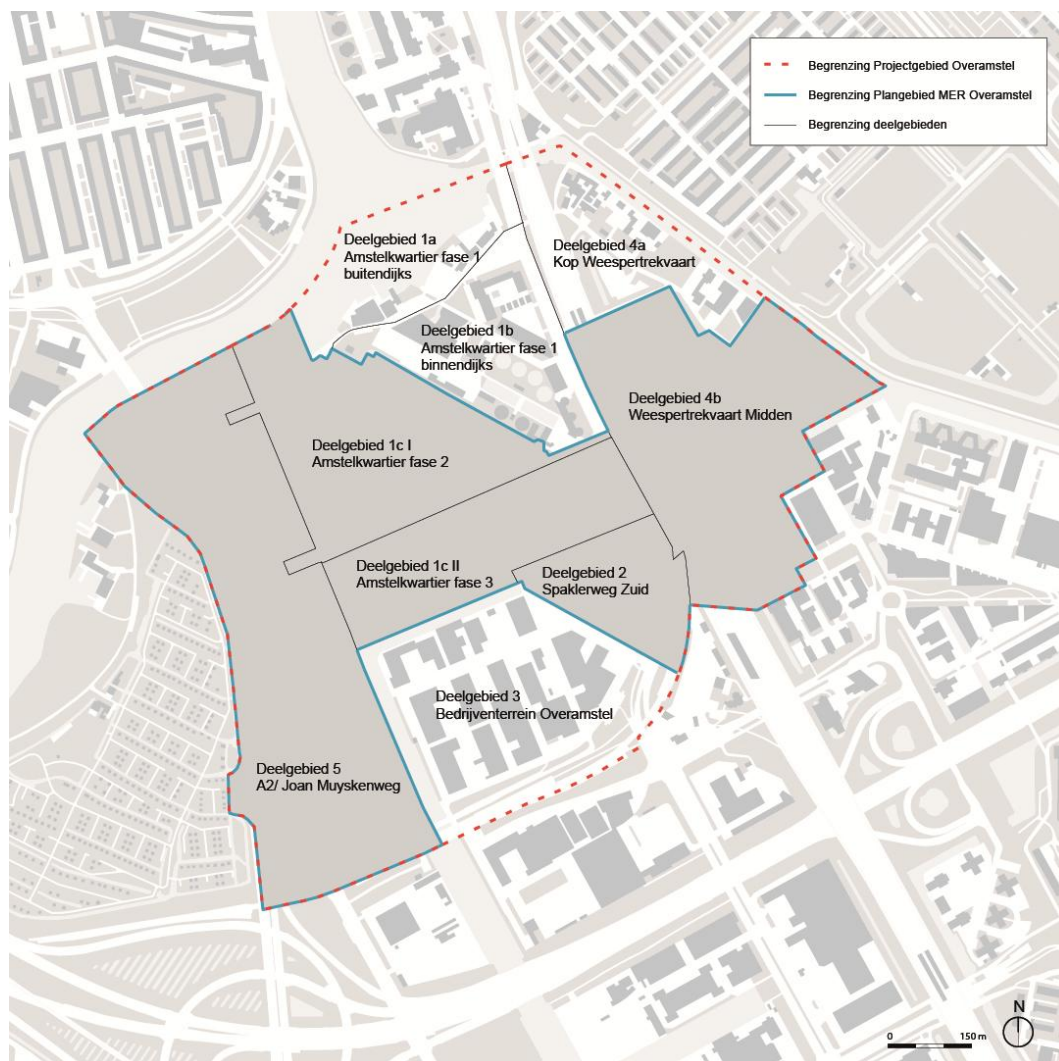 Begrenzing Projectgebied Overamstel
Begrenzing Plangebied MER Overamstel
Begrenzing deelgebieden
Deelgebied 1a
Amstelkwartier fase 1
buitendijks
Deelgebied 4a
Kop Weespertrekvaart
Deelgebied 1b
Amstelkwartier fase 1
binnendijks
Deelgebied 4b
Weespertrekvaart Midden
Deelgebied 1c I
Amstelkwartier fase 2
Deelgebied 1c II
Amstelkwartier fase 3
Deelgebied 2
Spaklerweg Zuid
Deelgebied 3
Bedrijventerrein Overamstel
Deelgebied 5
A2/ Joan Muyskenweg
N
0 150 m